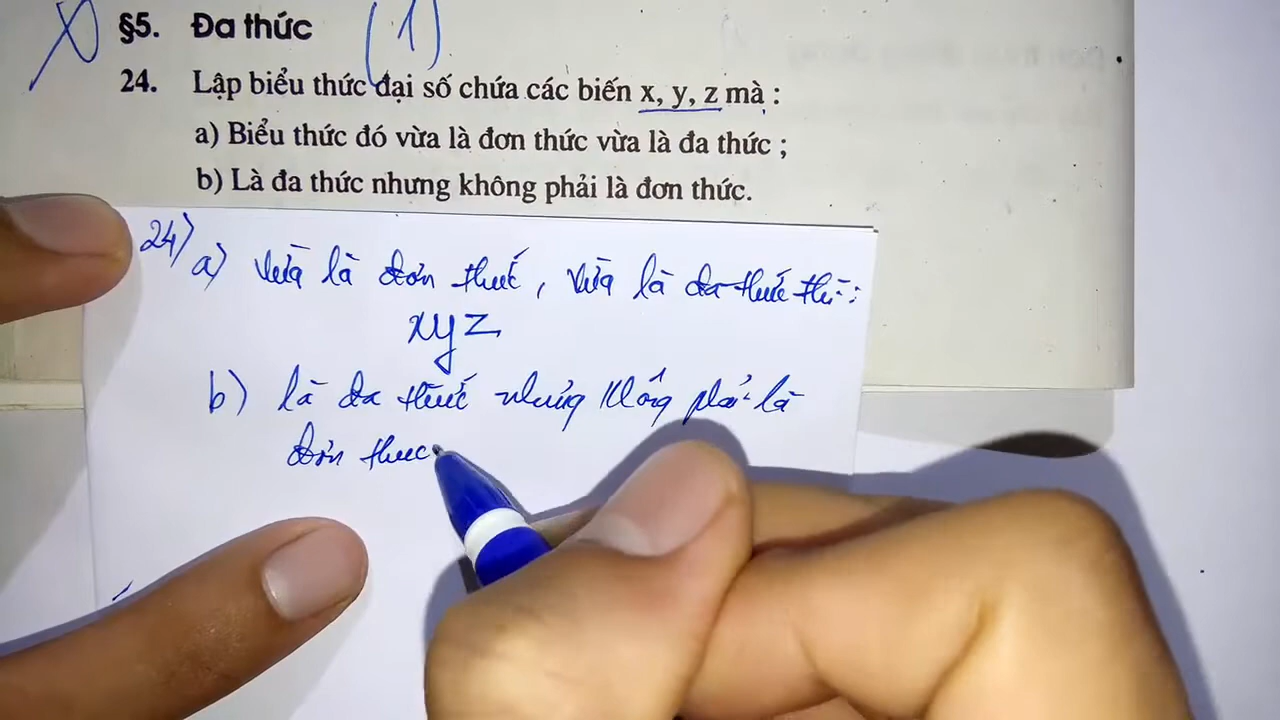 §5. Đa thức (1)
24. Lập biểu thức đại số chứa các biến x, y, z mà :
a) Biểu thức đó vừa là đơn thức vừa là đa thức ;
b) Là đa thức nhưng không phải là đơn thức.
24) a) vừa là đơn thức, vừa là đa thức thì:
xyz
b) là đa thức nhưng không phải là
đơn thuc